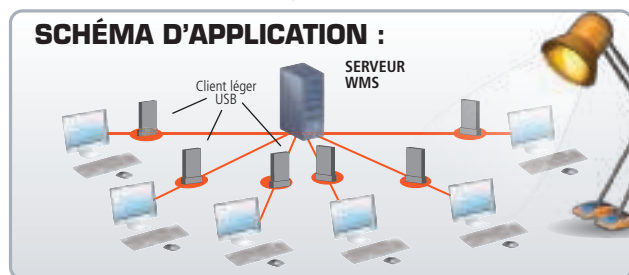 SCHÉMA D'APPLICATION :
SERVEUR
WMS
Client léger
USB